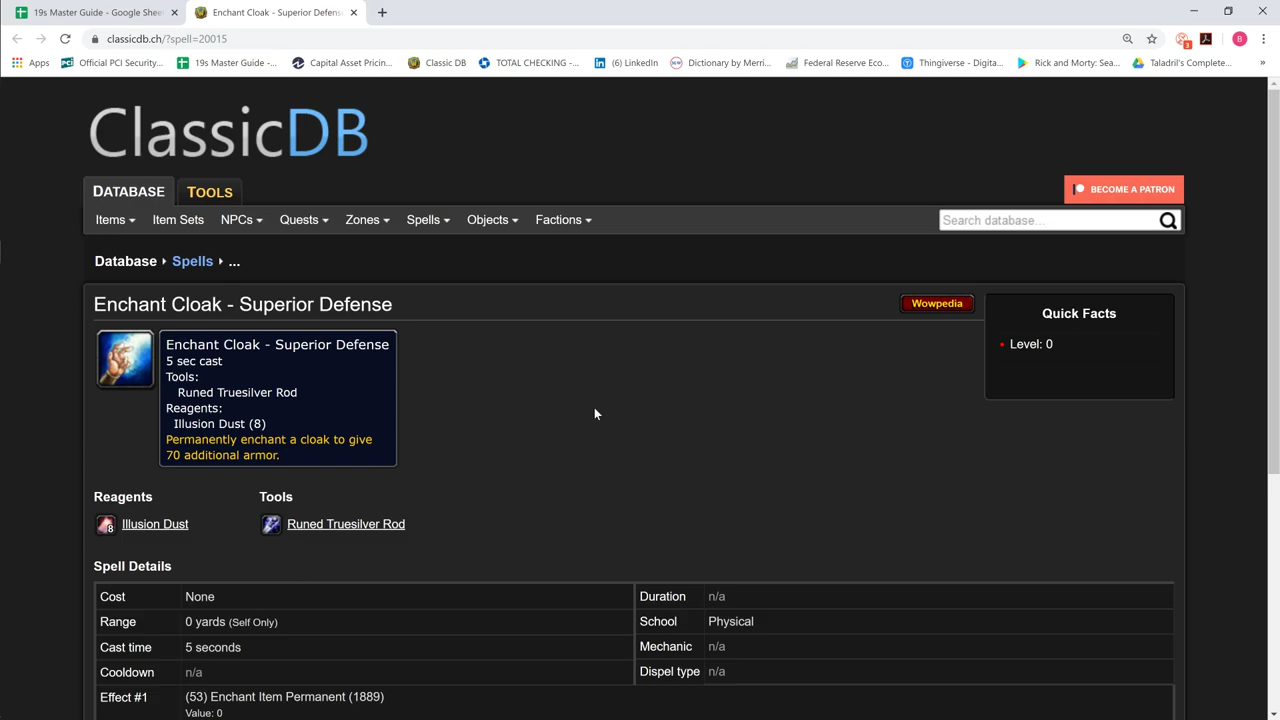 19s Master Guide - Google Shee
Enchant Cloak - Superior Defens
classicdb.ch/?spell=20015
3
B
Apps
Official PCI Security...
19s Master Guide -...
Capital Asset Pricin...
Classic DB
TOTAL CHECKING -...
(6) LinkedIn
Dictionary by Merri...
Federal Reserve Eco...
Thingiverse - Digita...
Rick and Morty: Sea...
Taladril's Complete...
»
ClassicDB
DATABASE
TOOLS
BECOME A PATRON
Items
Item Sets
NPCs
Quests
Zones
Spells
Objects
Factions
Search database...
Database
Spells
...
Enchant Cloak - Superior Defense
Wowpedia
Quick Facts
Level: 0
Enchant Cloak - Superior Defense
5 sec cast
Tools:
Runed Truesilver Rod
Reagents:
Illusion Dust (8)
Permanently enchant a cloak to give
70 additional armor.
Reagents
Tools
8
Illusion Dust
Runed Truesilver Rod
Spell Details
Cost
None
Duration
n/a
Range
0 yards (Self Only)
School
Physical
Cast time
5 seconds
Mechanic
n/a
Cooldown
n/a
Dispel type
n/a
Effect #1
(53) Enchant Item Permanent (1889)
Value: 0